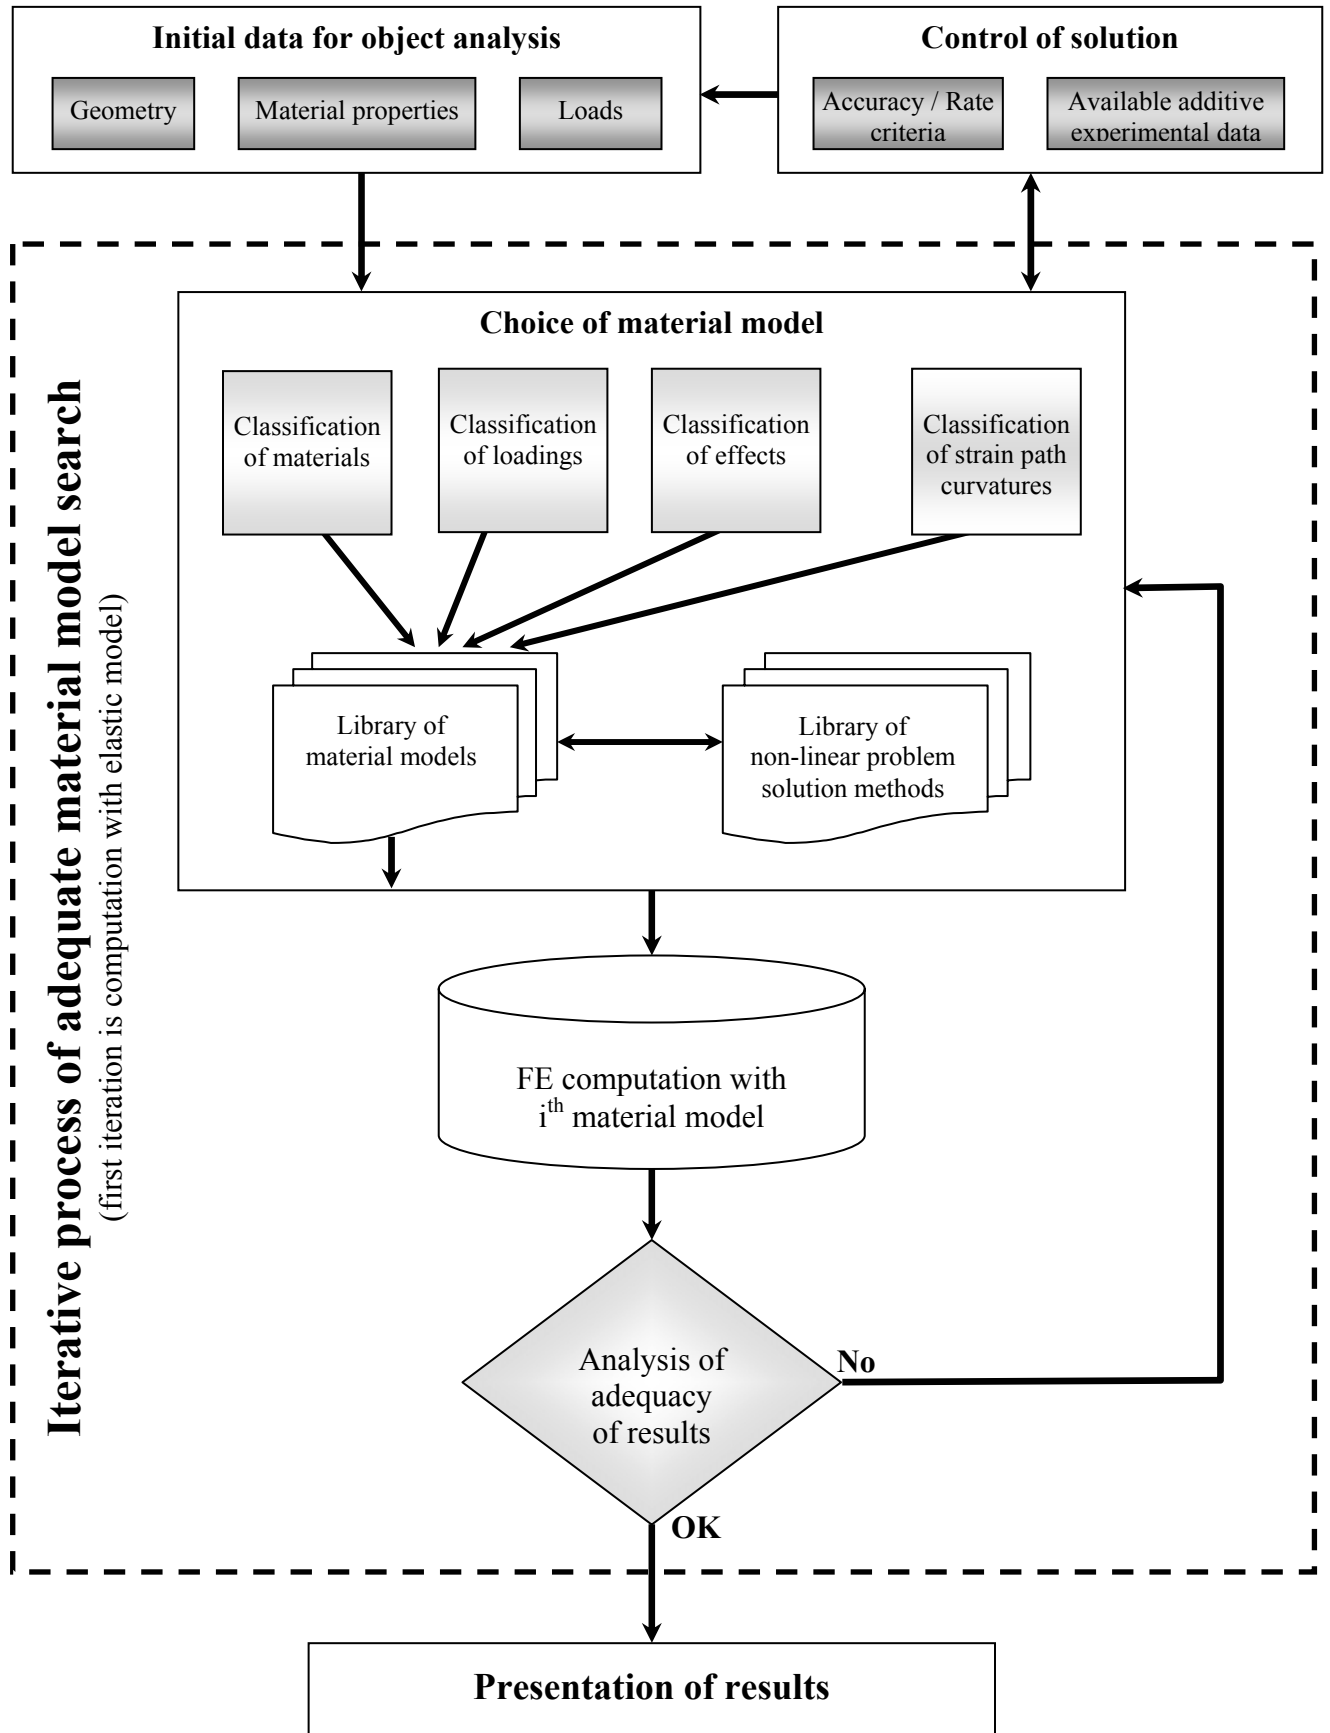 Initial data for object analysis
Geometry
Material properties
Loads
Control of solution
Accuracy / Rate
criteria
Available additive
experimental data
Iterative process of adequate material model search
(first iteration is computation with elastic model)
Choice of material model
Classification
of materials
Classification
of loadings
Classification
of effects
Classification
of strain path
curvatures
Library of
material models
Library of
non-linear problem
solution methods
FE computation with
i^th material model
Analysis of
adequacy
of results
No
OK
Presentation of results